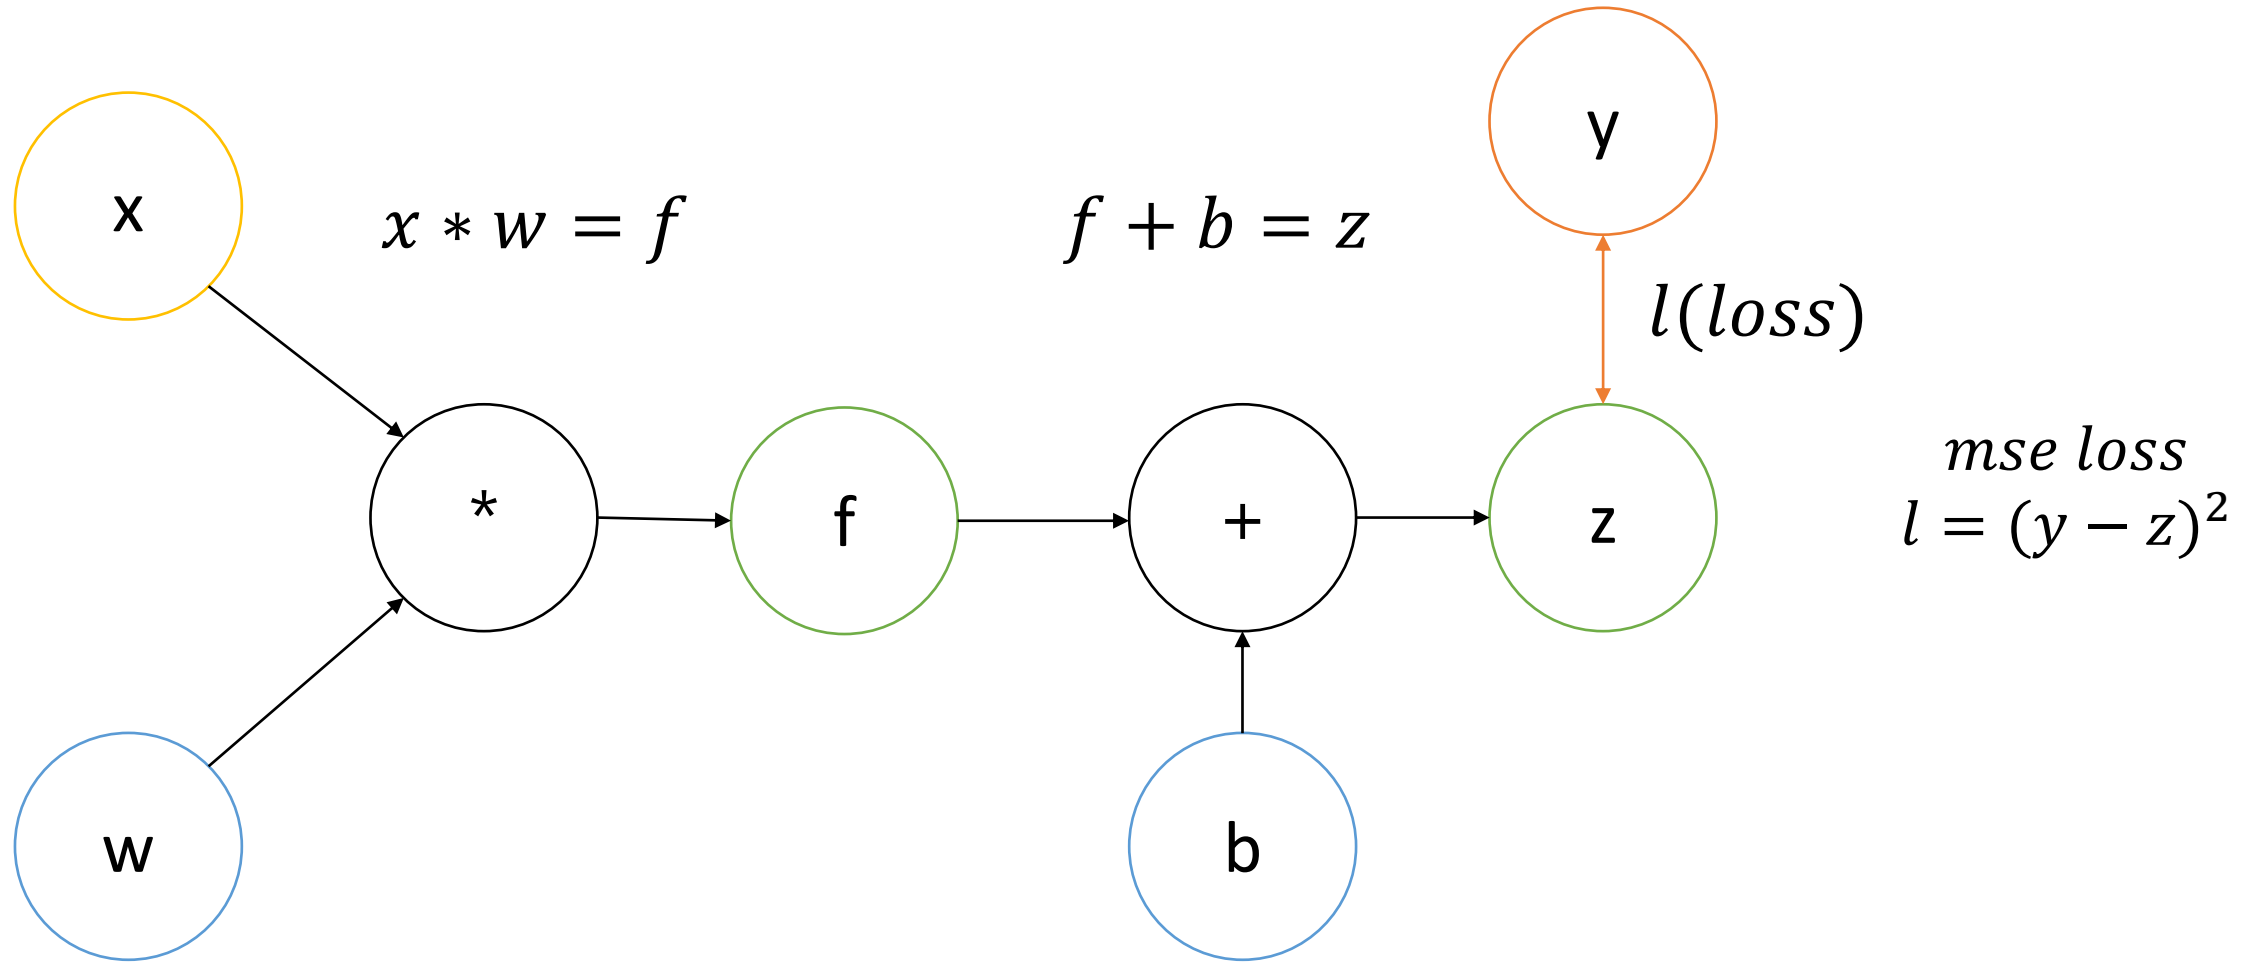 y
x
x ∗ w = f
f + b = z
l(loss)
*
f
+
z
mse loss
l = (y − z)²
w
b